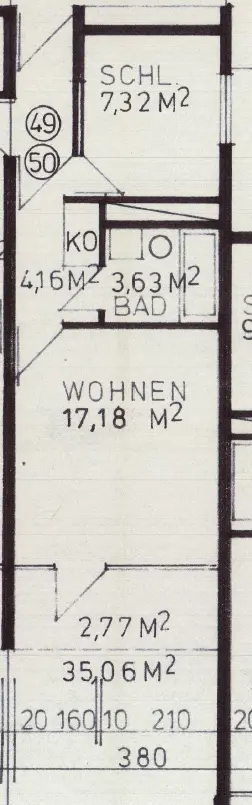 SCHL.
7,32 M²
49
50
KO
4,16 M² 3,63 M²
BAD
WOHNEN
17,18 M²
2,77 M²
35,06 M²
20 160 10 210 20
380